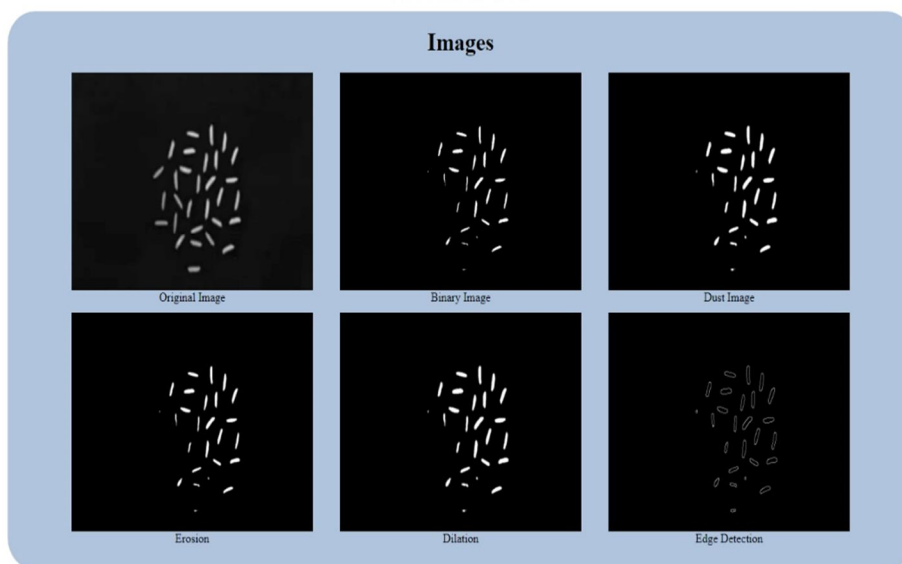 Images
Original Image
Binary Image
Dust Image
Erosion
Dilation
Edge Detection